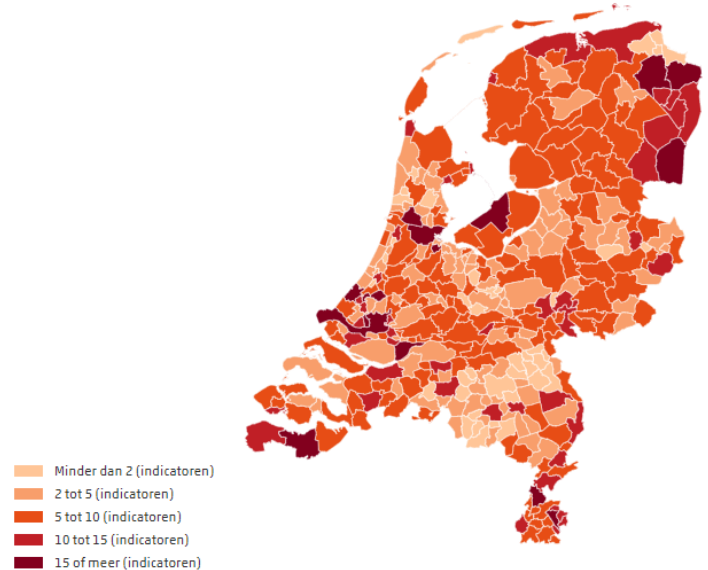 Minder dan 2 (indicatoren)
2 tot 5 (indicatoren)
5 tot 10 (indicatoren)
10 tot 15 (indicatoren)
15 of meer (indicatoren)